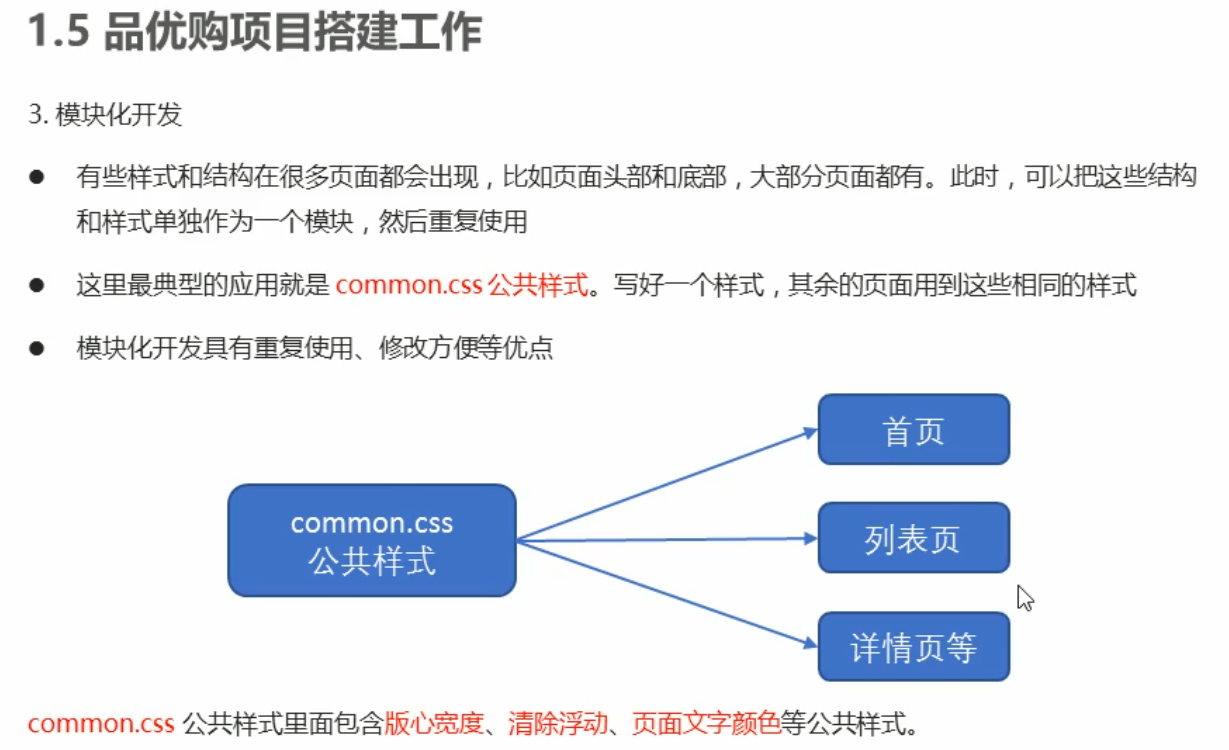 1.5 品优购项目搭建工作
3. 模块化开发
● 有些样式和结构在很多页面都会出现，比如页面头部和底部，大部分页面都有。此时，可以把这些结构
和样式单独作为一个模块，然后重复使用
● 这里最典型的应用就是 common.css 公共样式。写好一个样式，其余的页面用到这些相同的样式
● 模块化开发具有重复使用、修改方便等优点
首页
common.css
公共样式
列表页
详情页等
common.css 公共样式里面包含版心宽度、清除浮动、页面文字颜色等公共样式。